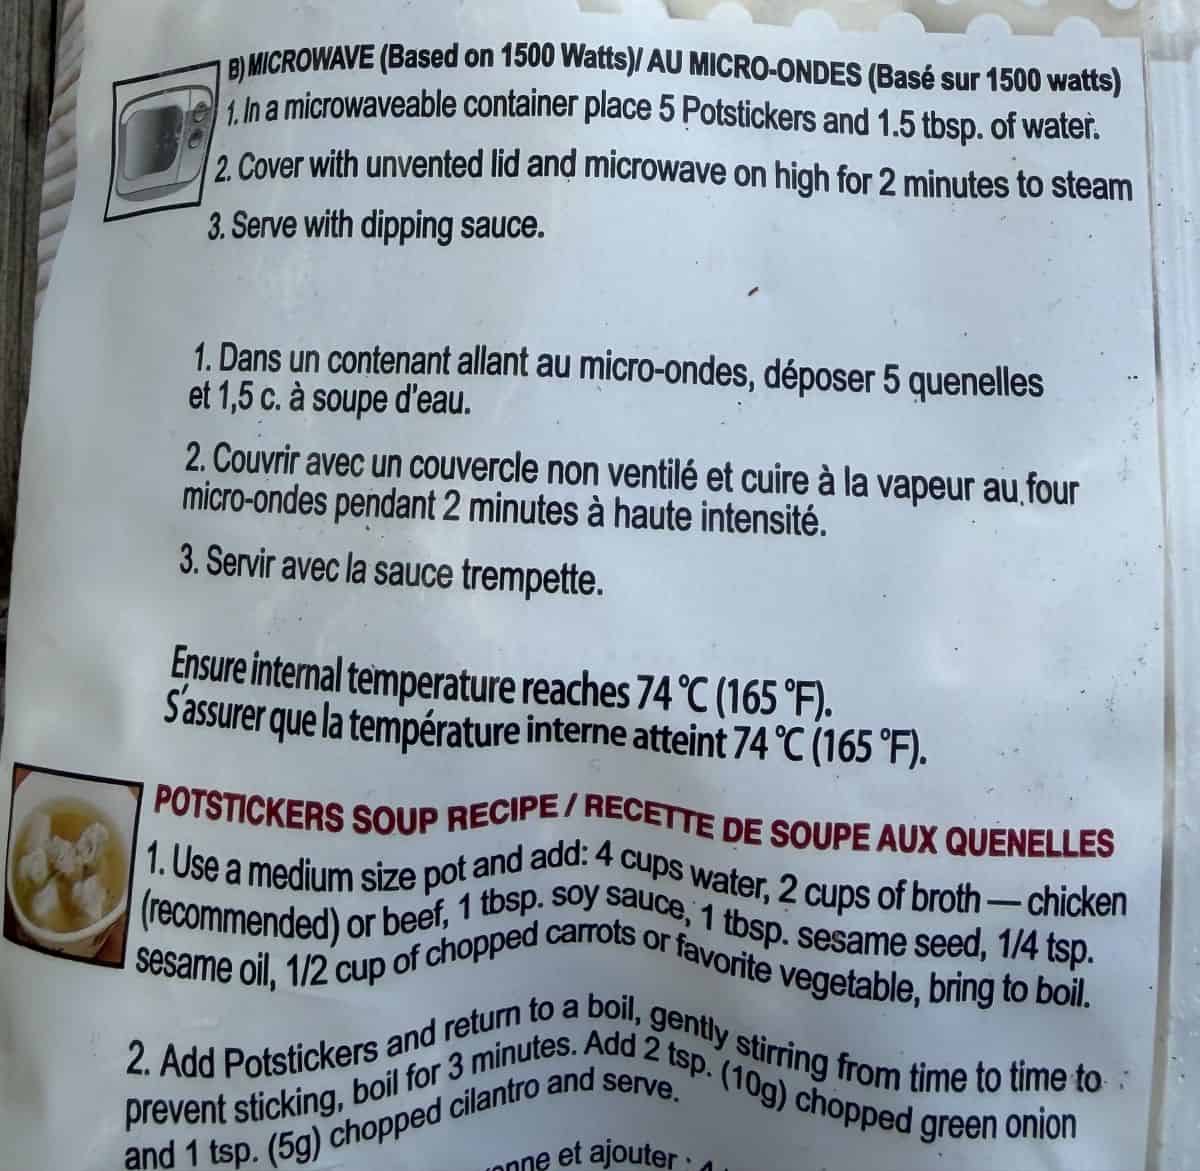 B) MICROWAVE (Based on 1500 Watts)/ AU MICRO-ONDES (Basé sur 1500 watts)
1. In a microwaveable container place 5 Potstickers and 1.5 tbsp. of water.
2. Cover with unvented lid and microwave on high for 2 minutes to steam
3. Serve with dipping sauce.
1. Dans un contenant allant au micro-ondes, déposer 5 quenelles
et 1,5 c. à soupe d'eau.
2. Couvrir avec un couvercle non ventilé et cuire à la vapeur au four
micro-ondes pendant 2 minutes à haute intensité.
3. Servir avec la sauce trempette.
Ensure internal temperature reaches 74 °C (165 °F).
S'assurer que la température interne atteint 74 °C (165 °F).
POTSTICKERS SOUP RECIPE / RECETTE DE SOUPE AUX QUENELLES
1. Use a medium size pot and add: 4 cups water, 2 cups of broth — chicken
(recommended) or beef, 1 tbsp. soy sauce, 1 tbsp. sesame seed, 1/4 tsp.
sesame oil, 1/2 cup of chopped carrots or favorite vegetable, bring to boil.
2. Add Potstickers and return to a boil, gently stirring from time to time to
prevent sticking, boil for 3 minutes. Add 2 tsp. (10g) chopped green onion
and 1 tsp. (5g) chopped cilantro and serve.
et ajouter :